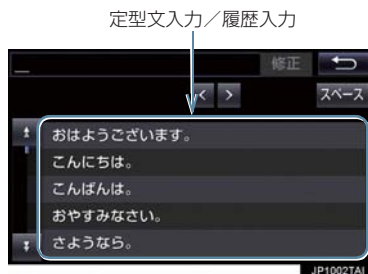 定型文入力／履歴入力
_
修正
< >
スペース
おはようございます。
こんにちは。
こんばんは。
おやすみなさい。
さようなら。
JP1002TAI